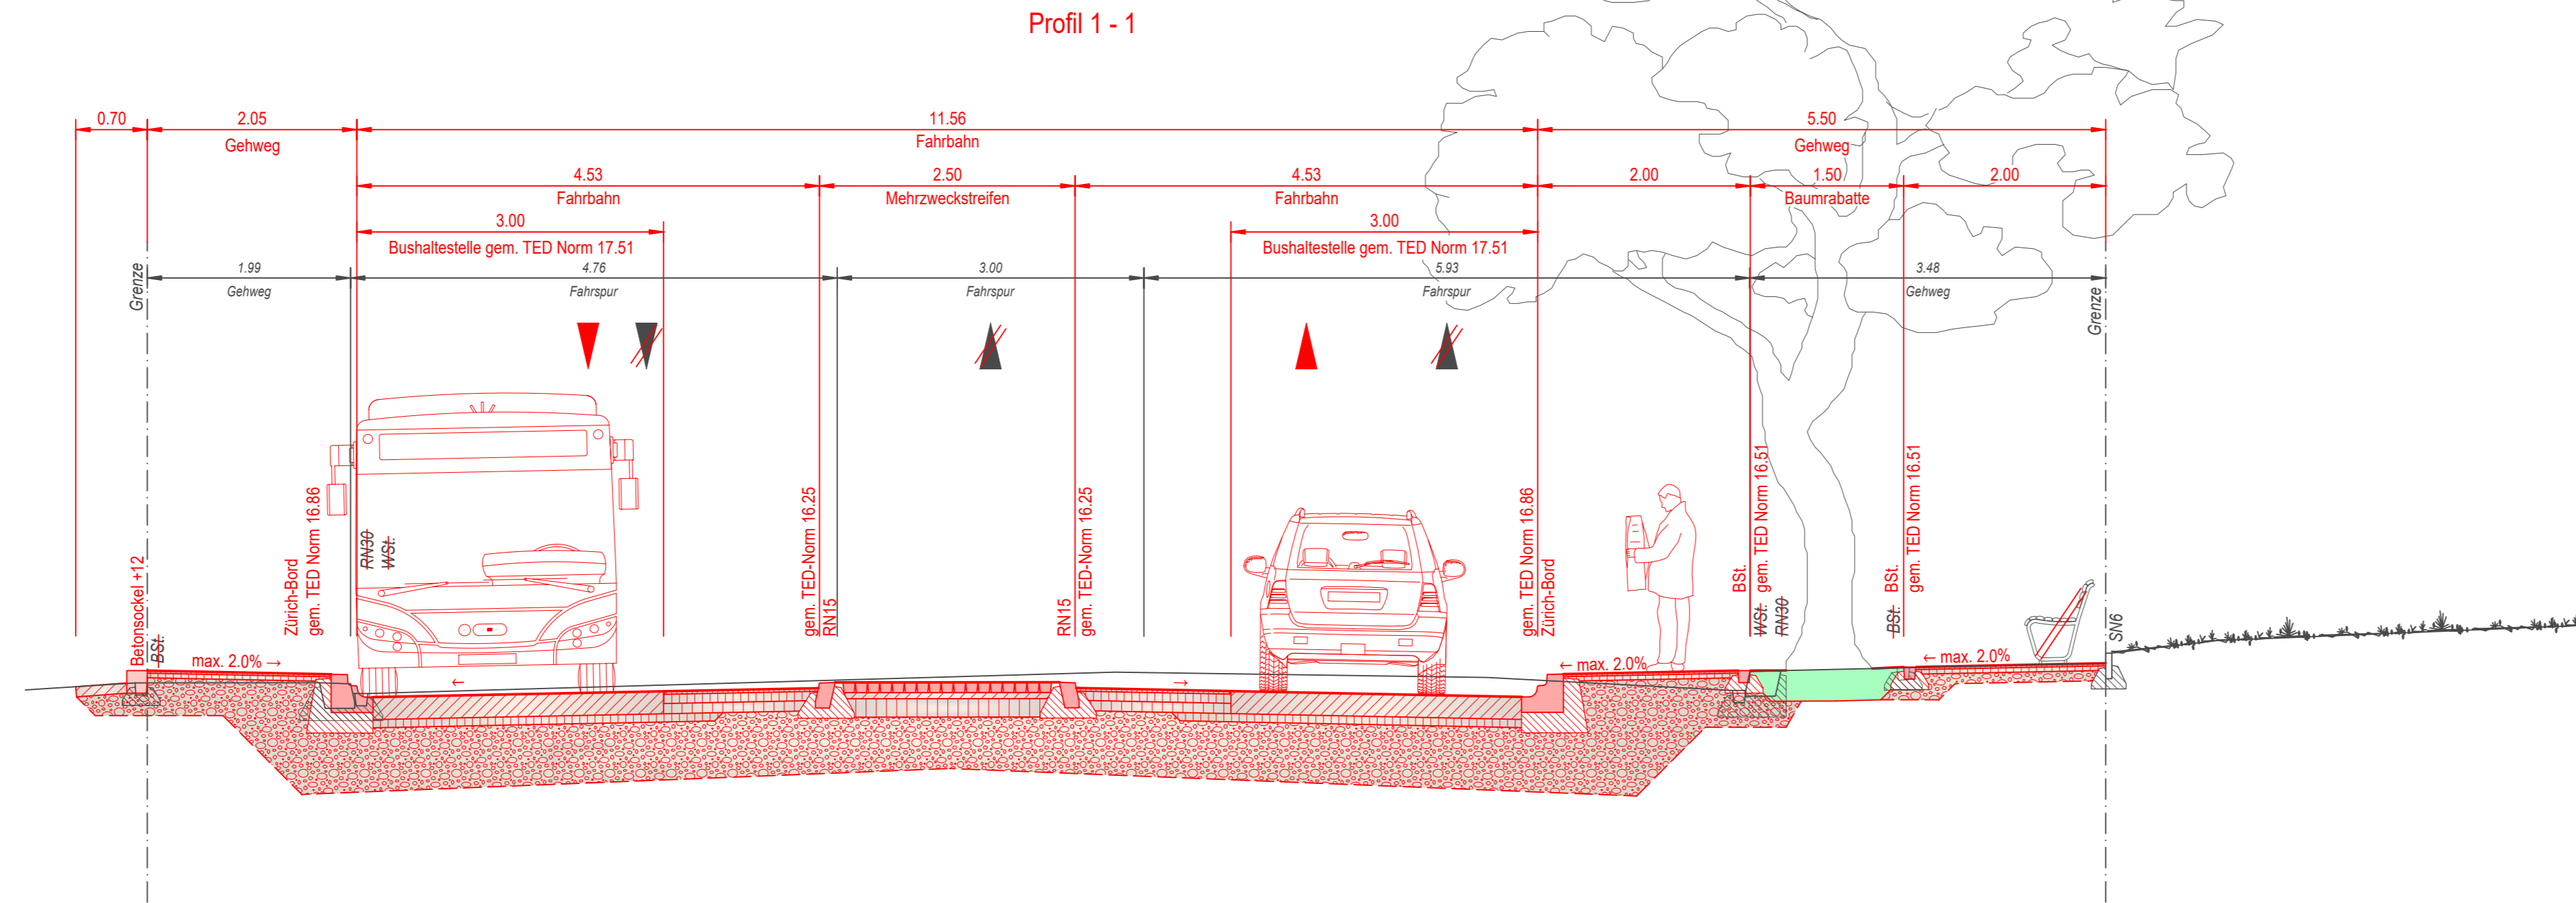 Profil 1 - 1
0.70
2.05
11.56
5.50
Gehweg
Fahrbahn
Gehweg
4.53
2.50
4.53
2.00
1.50
2.00
Fahrbahn
Mehrzweckstreifen
Fahrbahn
Baumrabatte
3.00
3.00
Bushaltestelle gem. TED Norm 17.51
Bushaltestelle gem. TED Norm 17.51
Grenze
1.99
4.76
3.00
5.93
3.48
Gehweg
Fahrspur
Fahrspur
Fahrspur
Gehweg
Grenze
Betonsockel +12
BSt.
Zürich-Bord
gem. TED Norm 16.86
RN30
WSt.
gem. TED-Norm 16.25
RN15
RN15
gem. TED-Norm 16.25
gem. TED Norm 16.86
Zürich-Bord
BSt.
gem. TED Norm 16.51
WSt.
RN30
BSt.
BSt.
gem. TED Norm 16.51
SN6
max. 2.0% →
←
→
← max. 2.0%
← max. 2.0%